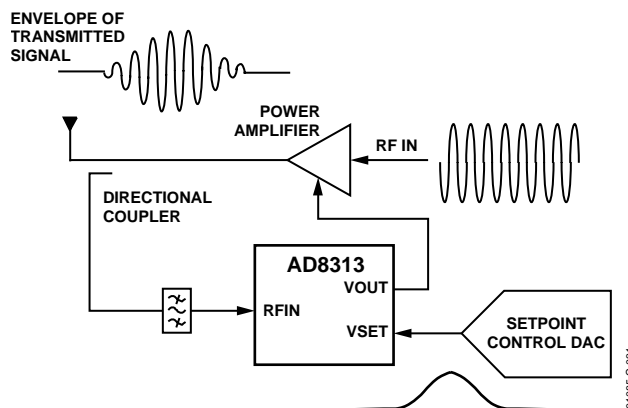 ENVELOPE OF
TRANSMITTED
SIGNAL
POWER
AMPLIFIER
RF IN
DIRECTIONAL
COUPLER
AD8313
VOUT
RFIN
VSET
SETPOINT
CONTROL DAC